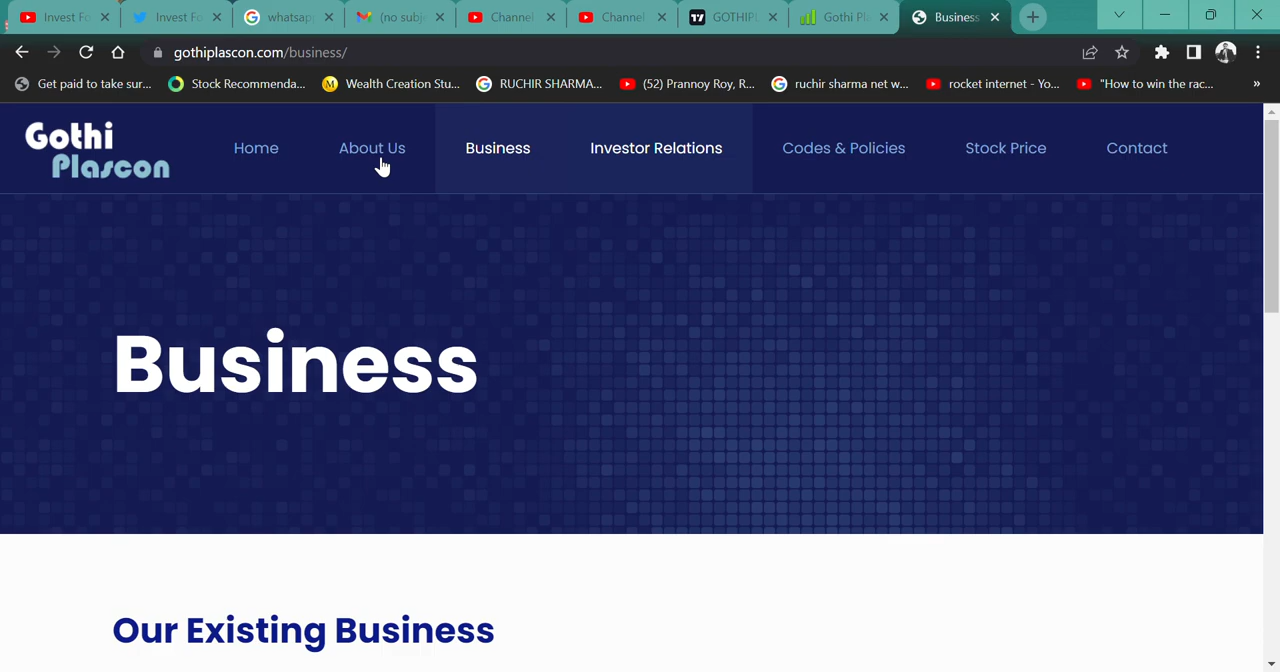 Invest Fo
Invest Fo
whatsap
(no subje
Channel
Channel
GOTHIPL
Gothi Pla
Business
gothiplascon.com/business/
Get paid to take sur...
Stock Recommenda...
Wealth Creation Stu...
RUCHIR SHARMA...
(52) Prannoy Roy, R...
ruchir sharma net w...
rocket internet - Yo...
"How to win the rac...
»
Gothi
Plascon
Home
About Us
Business
Investor Relations
Codes & Policies
Stock Price
Contact
Business
Our Existing Business